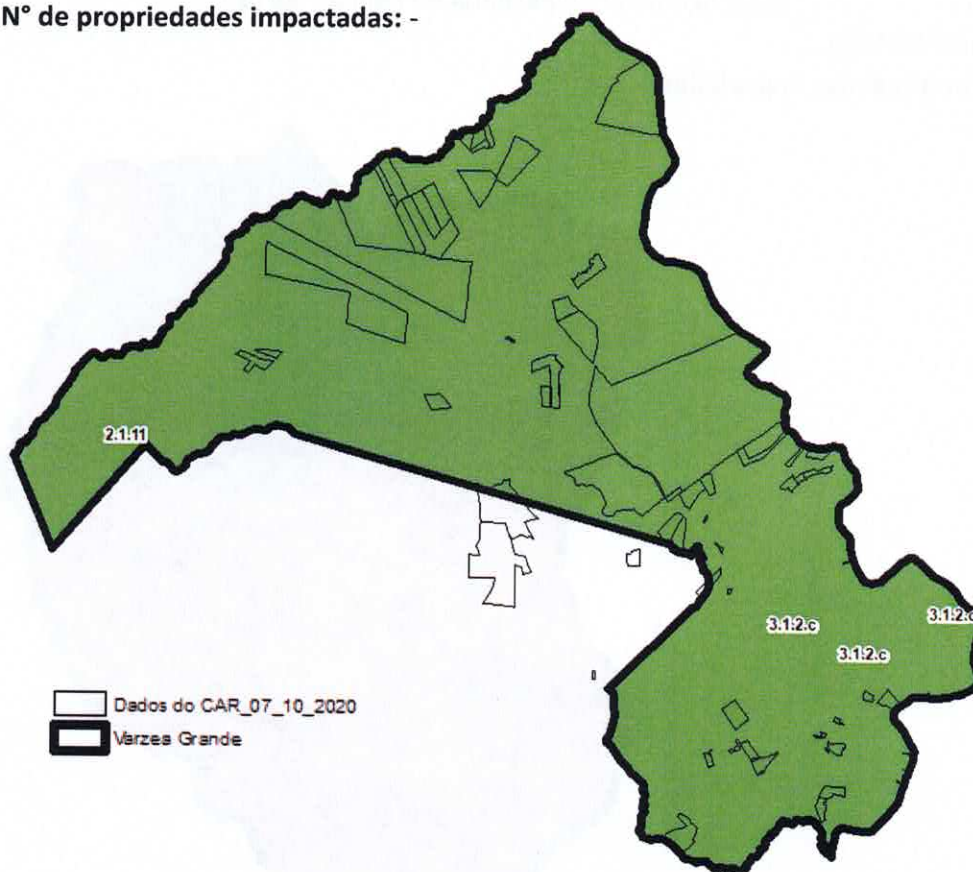 N° de propriedades impactadas: -
2.1.11
3.1.2.c
3.1.2.c
3.1.2.c
Dados do CAR_07_10_2020
Varzea Grande